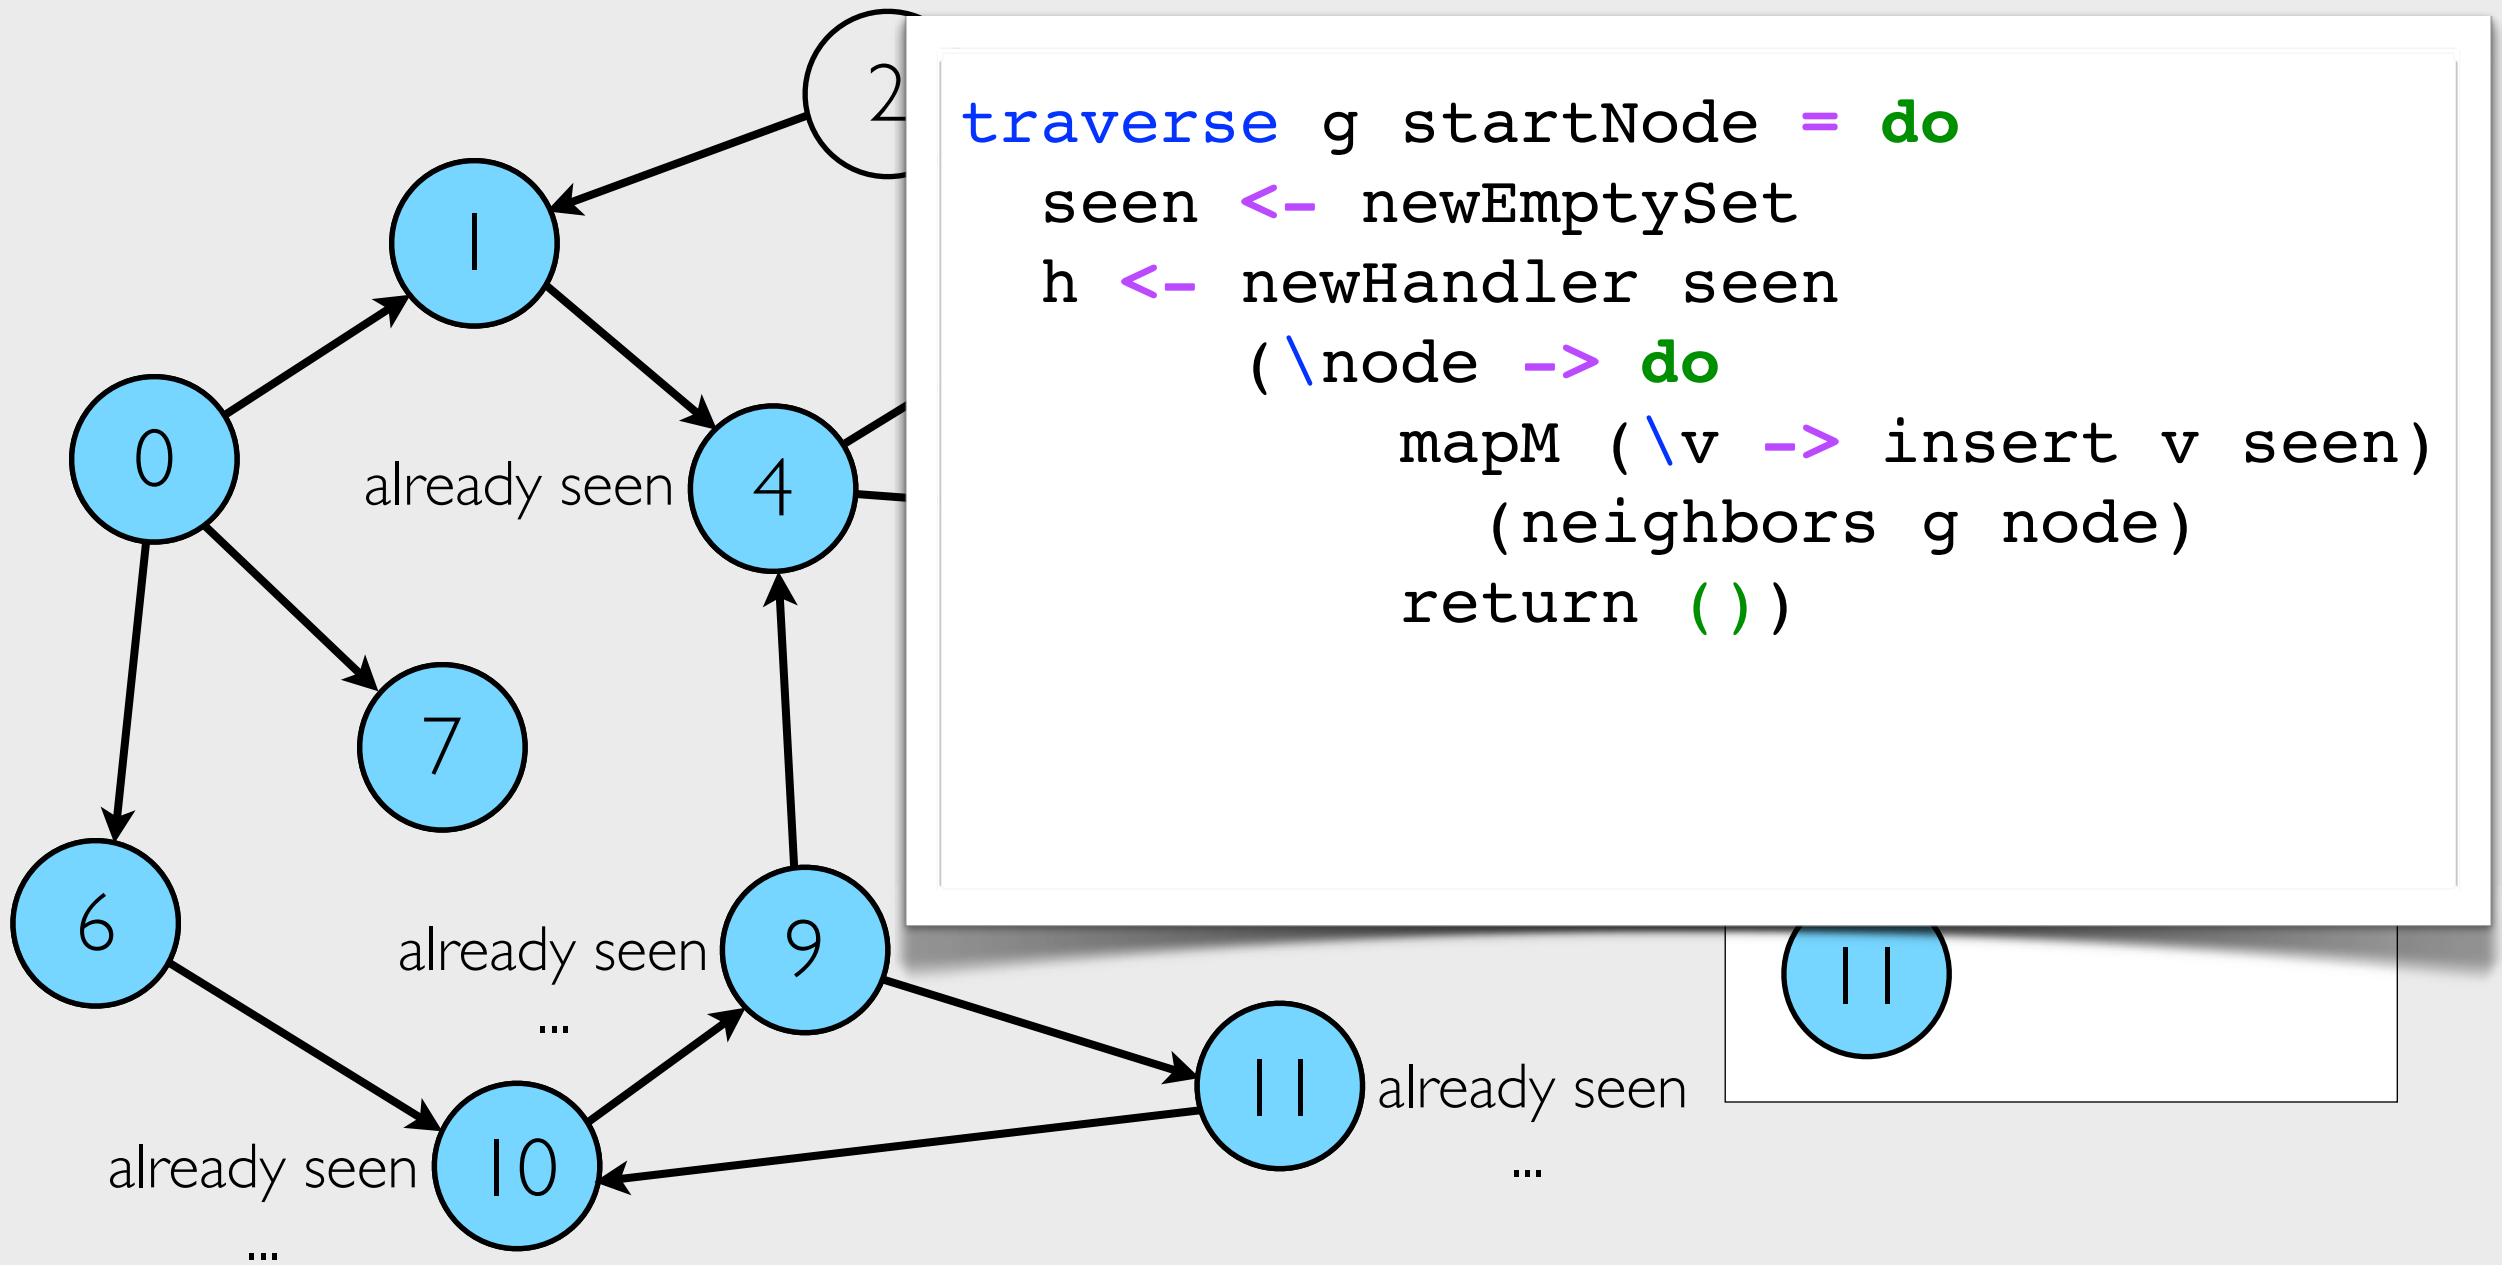 2
traverse g startNode = do
seen <- newEmptySet
h <- newHandler seen
(\node -> do
mapM (\v -> insert v seen)
(neighbors g node)
return ())
1
0
already seen
4
7
6
already seen
9
...
11
11
already seen
...
10
already seen
...